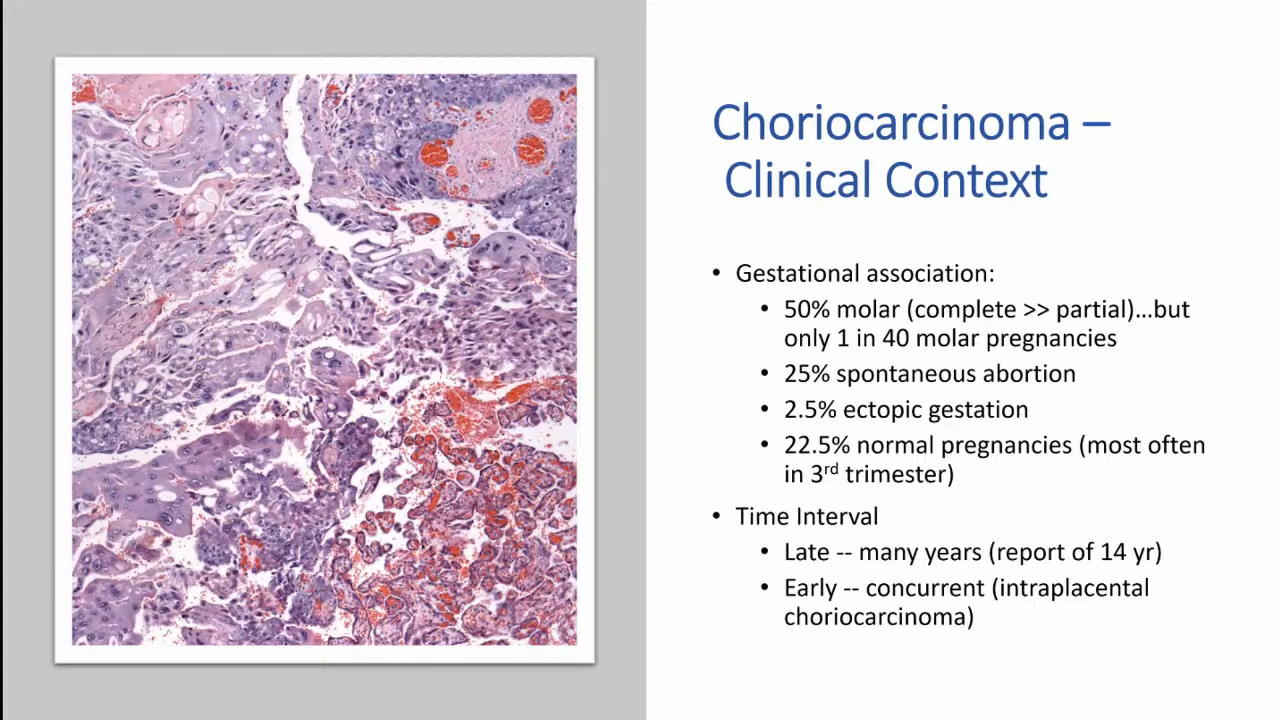 Choriocarcinoma –
Clinical Context
• Gestational association:
• 50% molar (complete >> partial)…but
only 1 in 40 molar pregnancies
• 25% spontaneous abortion
• 2.5% ectopic gestation
• 22.5% normal pregnancies (most often
in 3rd trimester)
• Time Interval
• Late -- many years (report of 14 yr)
• Early -- concurrent (intraplacental
choriocarcinoma)